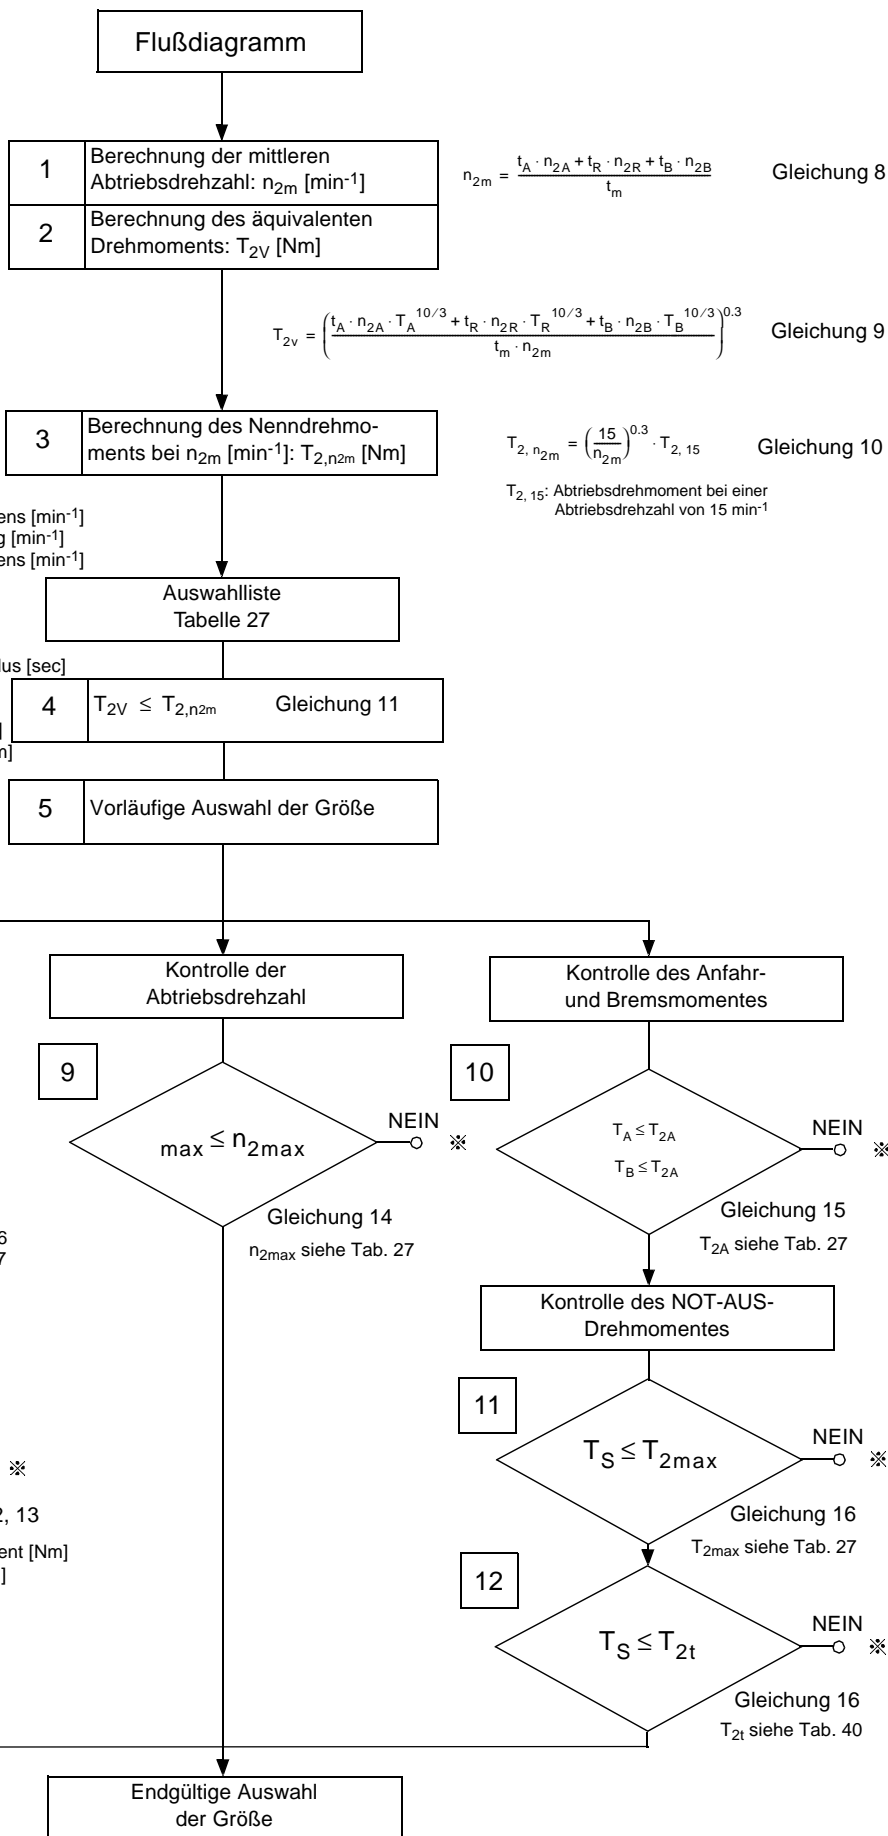 Flußdiagramm
1 Berechnung der mittleren
Abtriebsdrehzahl: n2m [min-1]
n2m = (tA · n2A + tR · n2R + tB · n2B) / tm Gleichung 8
2 Berechnung des äquivalenten
Drehmoments: T2V [Nm]
T2v = ((tA · n2A · TA^10/3 + tR · n2R · TR^10/3 + tB · n2B · TB^10/3) / (tm · n2m))^0.3 Gleichung 9
3 Berechnung des Nenndrehmo-
ments bei n2m [min-1]: T2,n2m [Nm]
T2, n2m = (15 / n2m)^0.3 · T2, 15 Gleichung 10
T2, 15: Abtriebsdrehmoment bei einer
Abtriebsdrehzahl von 15 min-1
ens [min-1]
g [min-1]
ens [min-1]
Auswahlliste
Tabelle 27
lus [sec]
4 T2V ≤ T2,n2m Gleichung 11
]
m]
5 Vorläufige Auswahl der Größe
Kontrolle der
Abtriebsdrehzahl
9
max ≤ n2max
NEIN ※
Gleichung 14
n2max siehe Tab. 27
6
7
Kontrolle des Anfahr-
und Bremsmomentes
10
TA ≤ T2A
TB ≤ T2A
NEIN ※
Gleichung 15
T2A siehe Tab. 27
Kontrolle des NOT-AUS-
Drehmomentes
11
TS ≤ T2max
NEIN ※
Gleichung 16
T2max siehe Tab. 27
※
2, 13
ent [Nm]
]
12
TS ≤ T2t
NEIN ※
Gleichung 16
T2t siehe Tab. 40
Endgültige Auswahl
der Größe